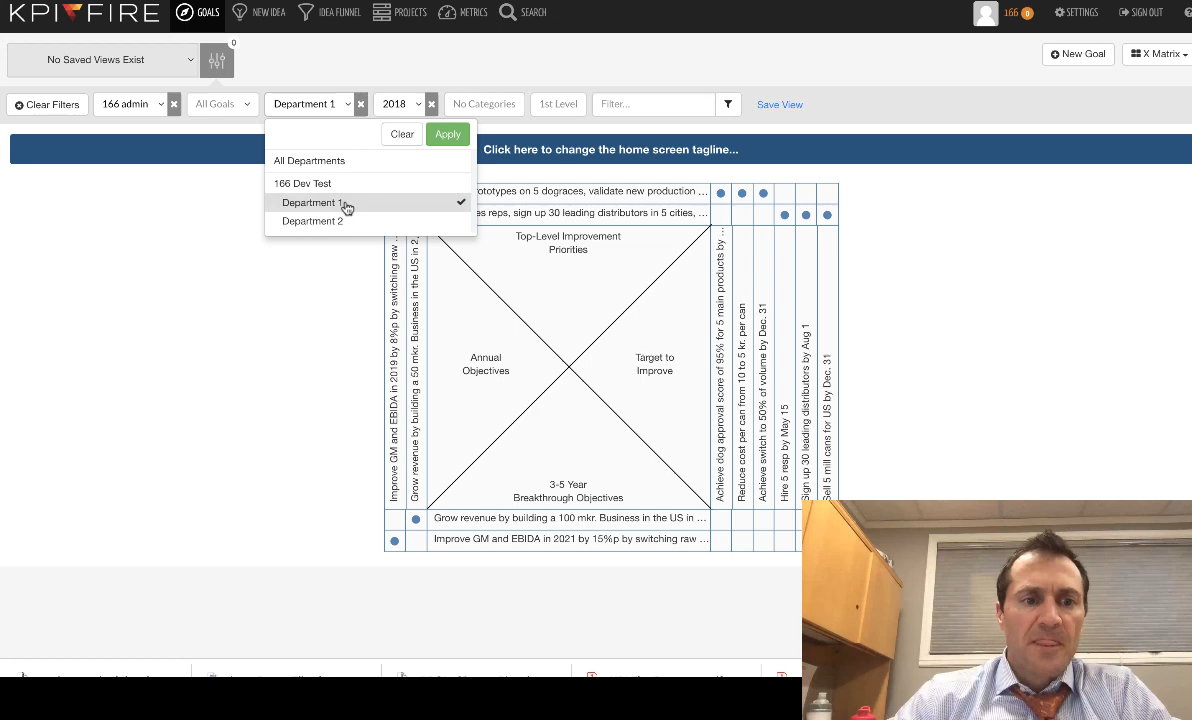 KPI FIRE
GOALS
NEW IDEA
IDEA FUNNEL
PROJECTS
METRICS
SEARCH
166 0
SETTINGS
SIGN OUT
No Saved Views Exist
0
New Goal
X Matrix
Clear Filters
166 admin
All Goals
Department 1
2018
No Categories
1st Level
Filter...
Save View
Clear
Apply
All Departments
166 Dev Test
Department 1
Department 2
Click here to change the home screen tagline...
ototypes on 5 dograces, validate new production ...
es reps, sign up 30 leading distributors in 5 cities, ...
Top-Level Improvement
Priorities
Annual
Objectives
Target to
Improve
3-5 Year
Breakthrough Objectives
Improve GM and EBIDA in 2019 by 8%p by switching raw ...
Grow revenue by building a 50 mkr. Business in the US in 2,
Achieve dog approval score of 95% for 5 main products by ...
Reduce cost per can from 10 to 5 kr. per can
Achieve switch to 50% of volume by Dec. 31
Hire 5 resp by May 15
Sign up 30 leading distributors by Aug 1
Sell 5 mill cans for US by Dec. 31
Grow revenue by building a 100 mkr. Business in the US in ...
Improve GM and EBIDA in 2021 by 15%p by switching raw ...